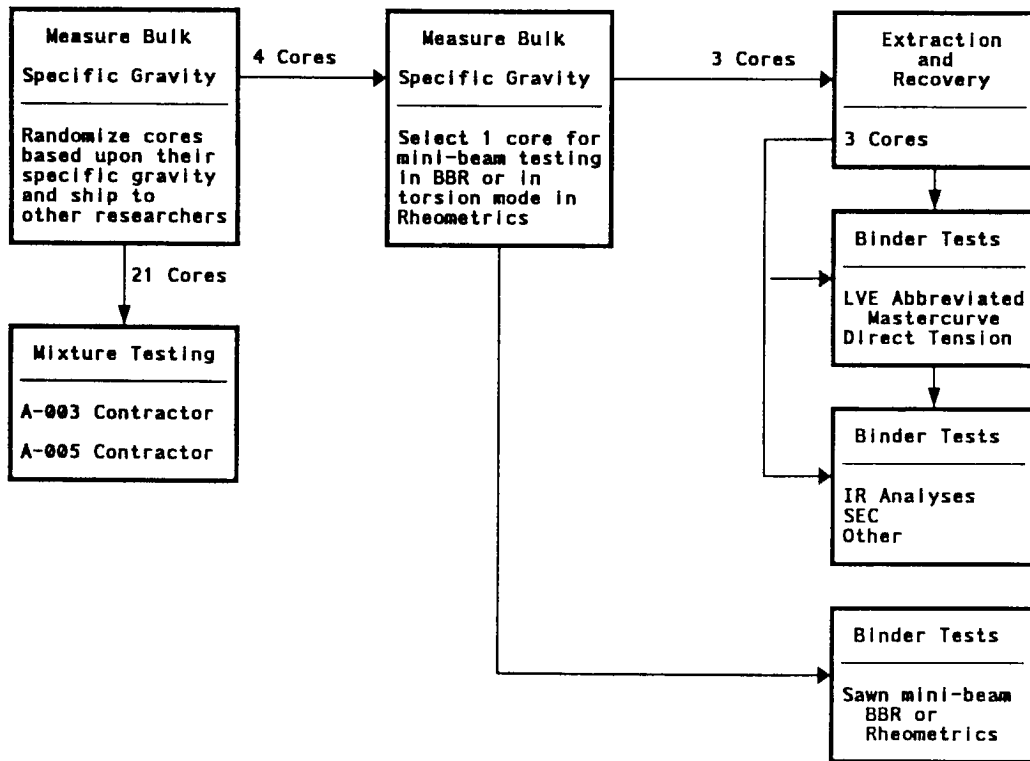 Measure Bulk
Specific Gravity
Randomize cores
based upon their
specific gravity
and ship to
other researchers
4 Cores
21 Cores
Mixture Testing
A-003 Contractor
A-005 Contractor
Measure Bulk
Specific Gravity
Select 1 core for
mini-beam testing
in BBR or in
torsion mode in
Rheometrics
3 Cores
Extraction
and
Recovery
3 Cores
Binder Tests
LVE Abbreviated
Mastercurve
Direct Tension
Binder Tests
IR Analyses
SEC
Other
Binder Tests
Sawn mini-beam
BBR or
Rheometrics